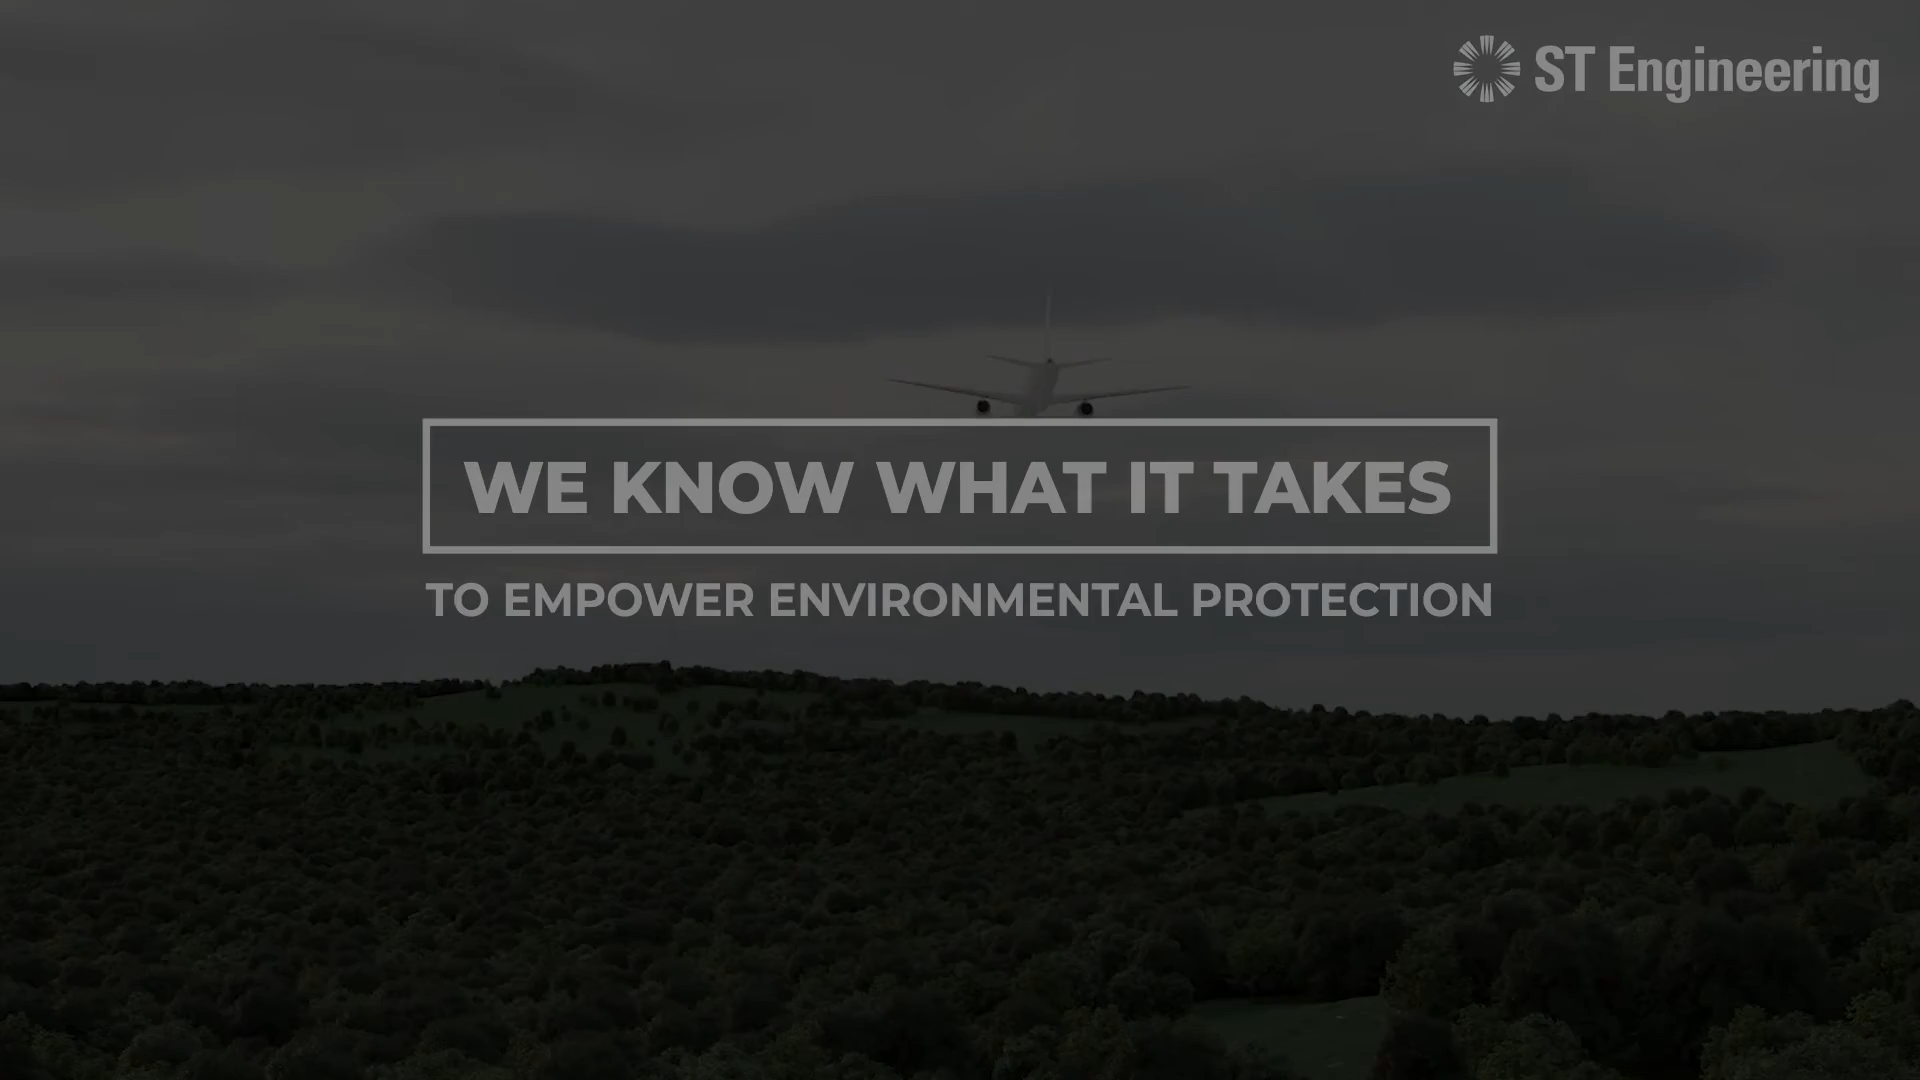 ST Engineering
WE KNOW WHAT IT TAKES
TO EMPOWER ENVIRONMENTAL PROTECTION